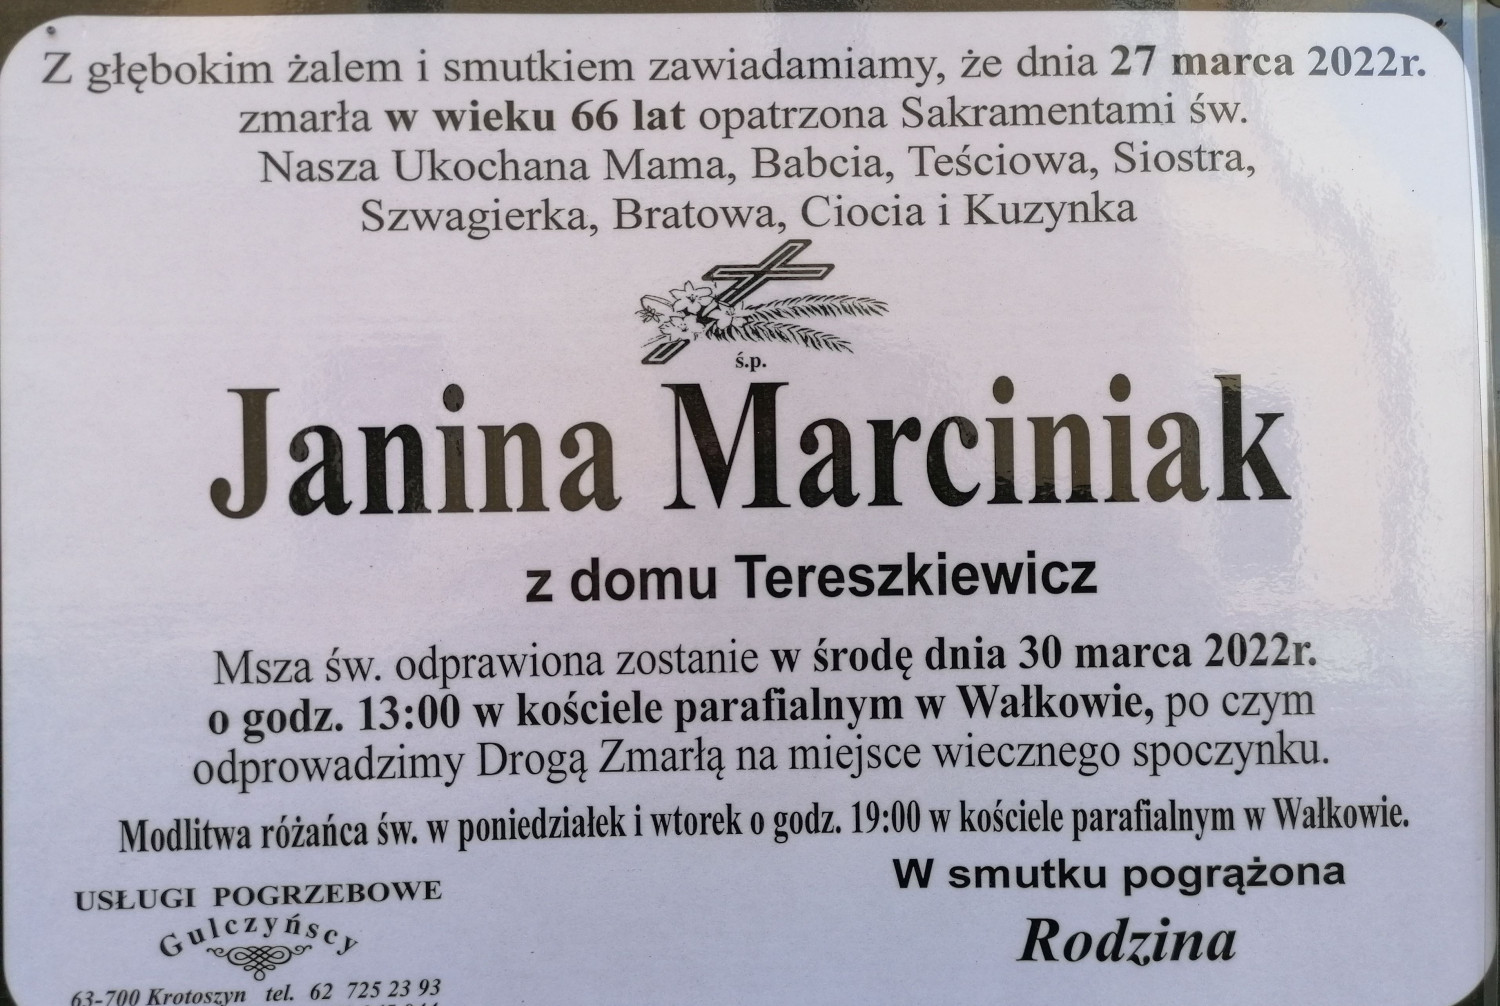 Z głębokim żalem i smutkiem zawiadamiamy, że dnia 27 marca 2022r.
zmarła w wieku 66 lat opatrzona Sakramentami św.
Nasza Ukochana Mama, Babcia, Teściowa, Siostra,
Szwagierka, Bratowa, Ciocia i Kuzynka
ś.p.
Janina Marciniak
z domu Tereszkiewicz
Msza św. odprawiona zostanie w środę dnia 30 marca 2022r.
o godz. 13:00 w kościele parafialnym w Wałkowie, po czym
odprowadzimy Drogą Zmarłą na miejsce wiecznego spoczynku.
Modlitwa różańca św. w poniedziałek i wtorek o godz. 19:00 w kościele parafialnym w Wałkowie.
W smutku pogrążona
Rodzina
USŁUGI POGRZEBOWE
Gulczyńscy
63-700 Krotoszyn tel. 62 725 23 93